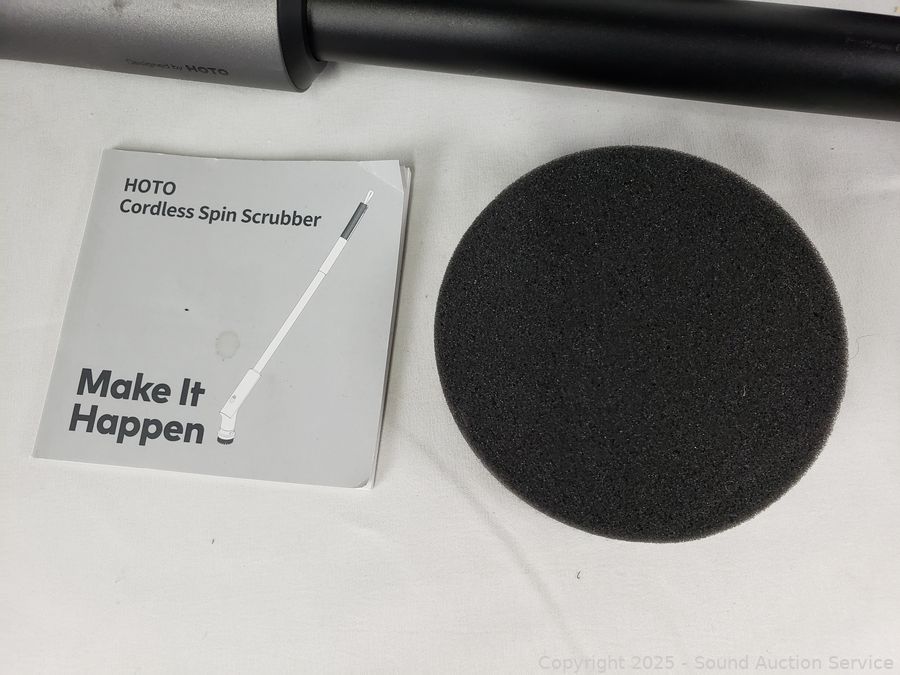 Designed by HOTO
HOTO
Cordless Spin Scrubber
Make It
Happen
Copyright 2025 - Sound Auction Service